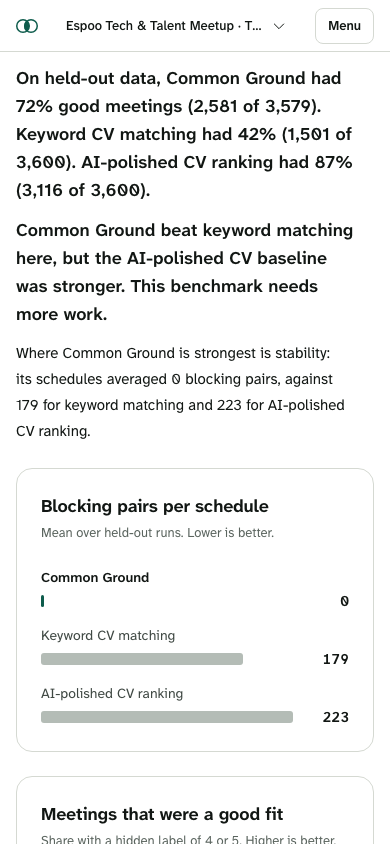 Espoo Tech & Talent Meetup · T...
Menu
On held-out data, Common Ground had
72% good meetings (2,581 of 3,579).
Keyword CV matching had 42% (1,501 of
3,600). AI-polished CV ranking had 87%
(3,116 of 3,600).
Common Ground beat keyword matching
here, but the AI-polished CV baseline
was stronger. This benchmark needs
more work.
Where Common Ground is strongest is stability:
its schedules averaged 0 blocking pairs, against
179 for keyword matching and 223 for AI-polished
CV ranking.
Blocking pairs per schedule
Mean over held-out runs. Lower is better.
Common Ground
0
Keyword CV matching
179
AI-polished CV ranking
223
Meetings that were a good fit
Share with a hidden label of 4 or 5. Higher is better.